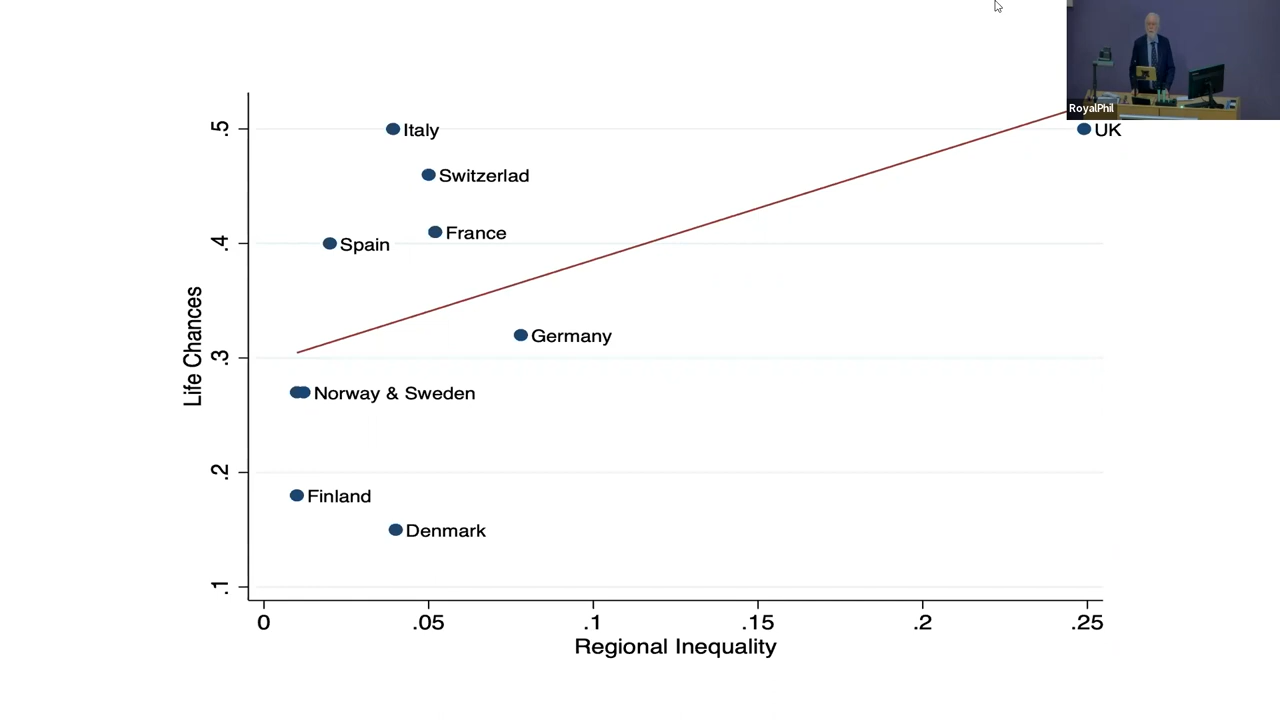 RoyalPhil
.5
Italy
UK
Switzerlad
France
.4
Spain
Life Chances
Germany
.3
Norway & Sweden
.2
Finland
Denmark
.1
0 .05 .1 .15 .2 .25
Regional Inequality